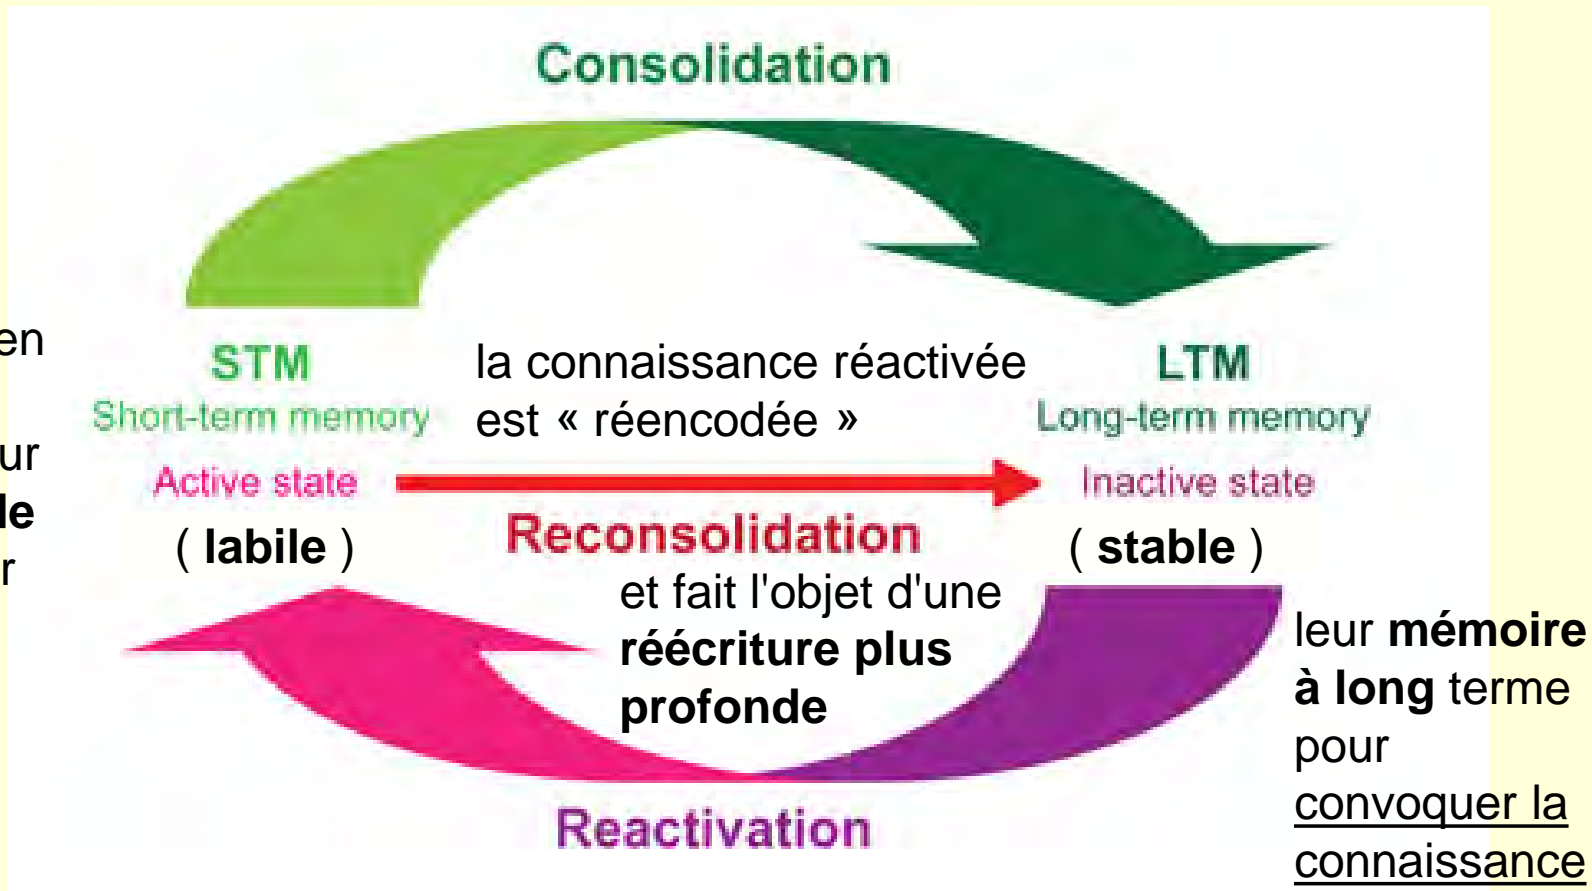 Consolidation
en
ur
le
r
STM
Short-term memory
Active state
( labile )
la connaissance réactivée
est « réencodée »
Reconsolidation
et fait l'objet d'une
réécriture plus
profonde
LTM
Long-term memory
Inactive state
( stable )
Reactivation
leur mémoire
à long terme
pour
convoquer la
connaissance